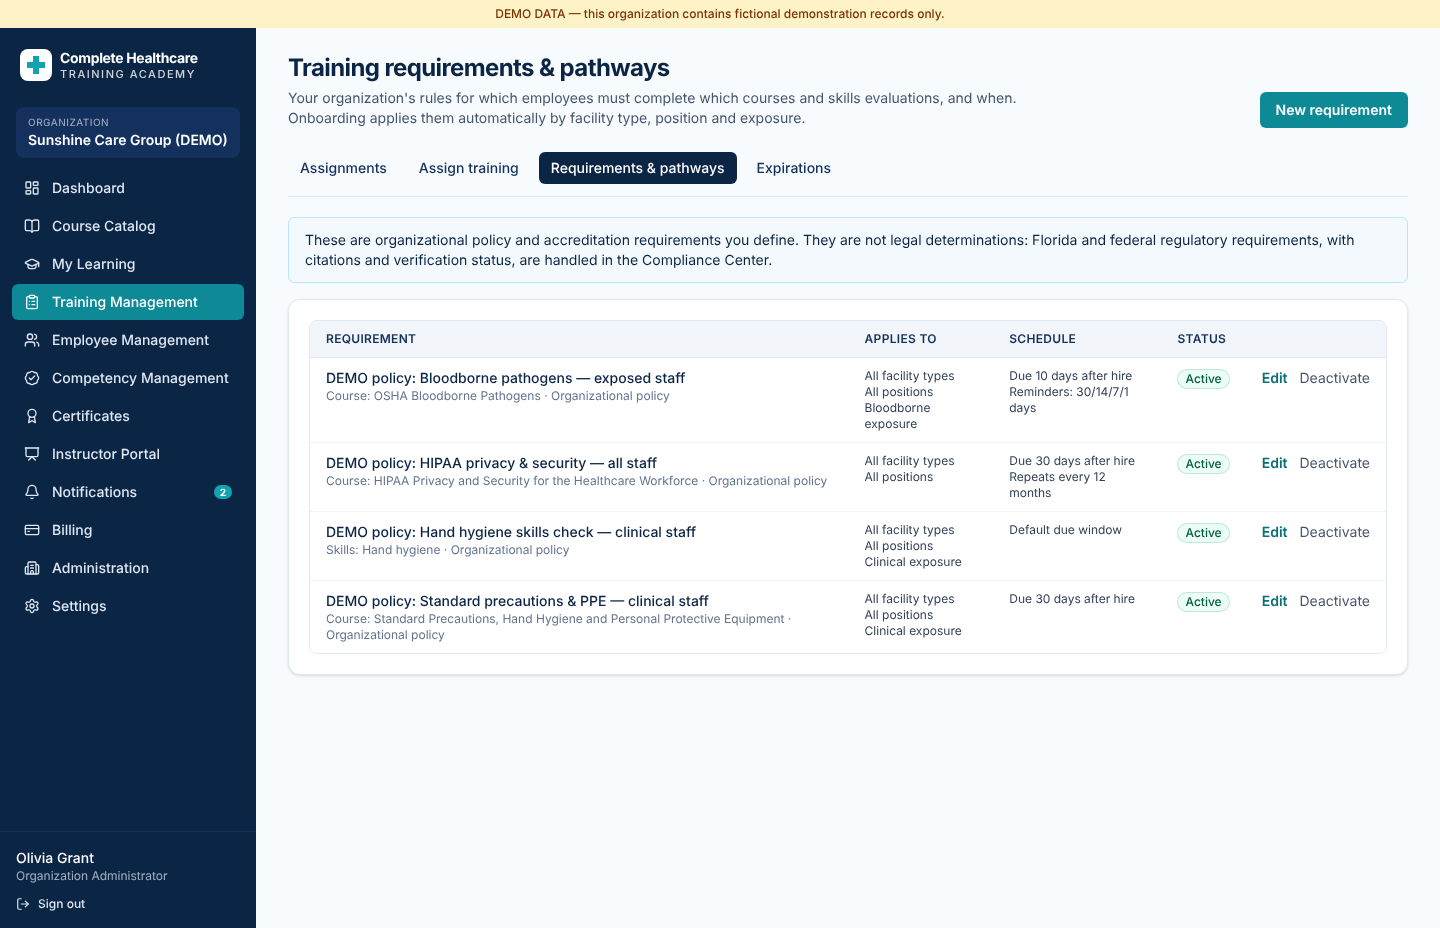 DEMO DATA — this organization contains fictional demonstration records only.
Complete Healthcare
TRAINING ACADEMY
ORGANIZATION
Sunshine Care Group (DEMO)
Dashboard
Course Catalog
My Learning
Training Management
Employee Management
Competency Management
Certificates
Instructor Portal
Notifications 2
Billing
Administration
Settings
Olivia Grant
Organization Administrator
Sign out
Training requirements & pathways
Your organization's rules for which employees must complete which courses and skills evaluations, and when.
Onboarding applies them automatically by facility type, position and exposure.
New requirement
Assignments Assign training Requirements & pathways Expirations
These are organizational policy and accreditation requirements you define. They are not legal determinations: Florida and federal regulatory requirements, with
citations and verification status, are handled in the Compliance Center.
REQUIREMENT APPLIES TO SCHEDULE STATUS
DEMO policy: Bloodborne pathogens — exposed staff
Course: OSHA Bloodborne Pathogens · Organizational policy
All facility types
All positions
Bloodborne
exposure
Due 10 days after hire
Reminders: 30/14/7/1
days
Active Edit Deactivate
DEMO policy: HIPAA privacy & security — all staff
Course: HIPAA Privacy and Security for the Healthcare Workforce · Organizational policy
All facility types
All positions
Due 30 days after hire
Repeats every 12
months
Active Edit Deactivate
DEMO policy: Hand hygiene skills check — clinical staff
Skills: Hand hygiene · Organizational policy
All facility types
All positions
Clinical exposure
Default due window
Active Edit Deactivate
DEMO policy: Standard precautions & PPE — clinical staff
Course: Standard Precautions, Hand Hygiene and Personal Protective Equipment ·
Organizational policy
All facility types
All positions
Clinical exposure
Due 30 days after hire
Active Edit Deactivate